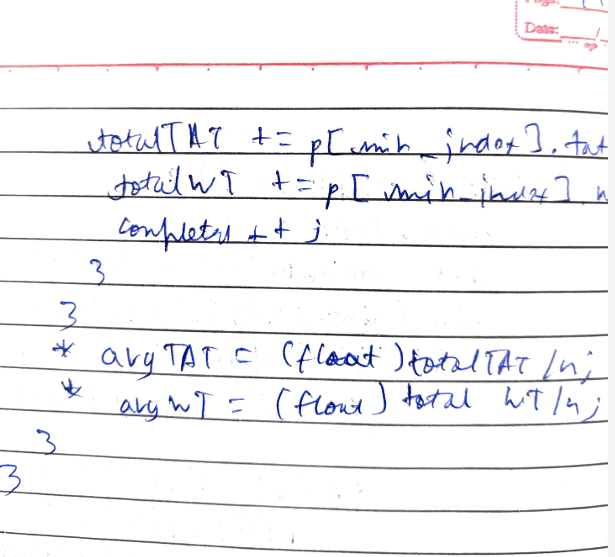 Date:
totalTAT += p[min_index].tat
totalWT += p[min_index].
completed ++;
}
}
* avgTAT = (float)totalTAT/n;
* avgWT = (float) total WT/n;
}
}